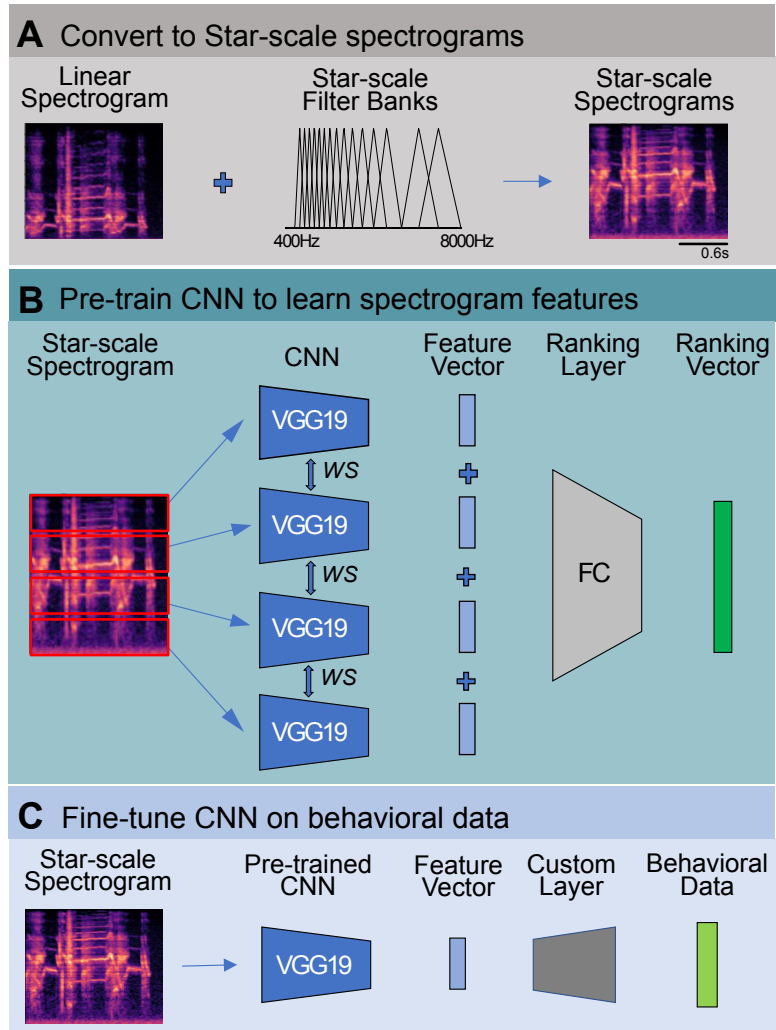 A Convert to Star-scale spectrograms
Linear
Spectrogram
Star-scale
Filter Banks
Star-scale
Spectrograms
400Hz
8000Hz
0.6s
B Pre-train CNN to learn spectrogram features
Star-scale
Spectrogram
CNN
Feature
Vector
Ranking
Layer
Ranking
Vector
VGG19
WS
VGG19
WS
VGG19
WS
VGG19
FC
C Fine-tune CNN on behavioral data
Star-scale
Spectrogram
Pre-trained
CNN
Feature
Vector
Custom
Layer
Behavioral
Data
VGG19